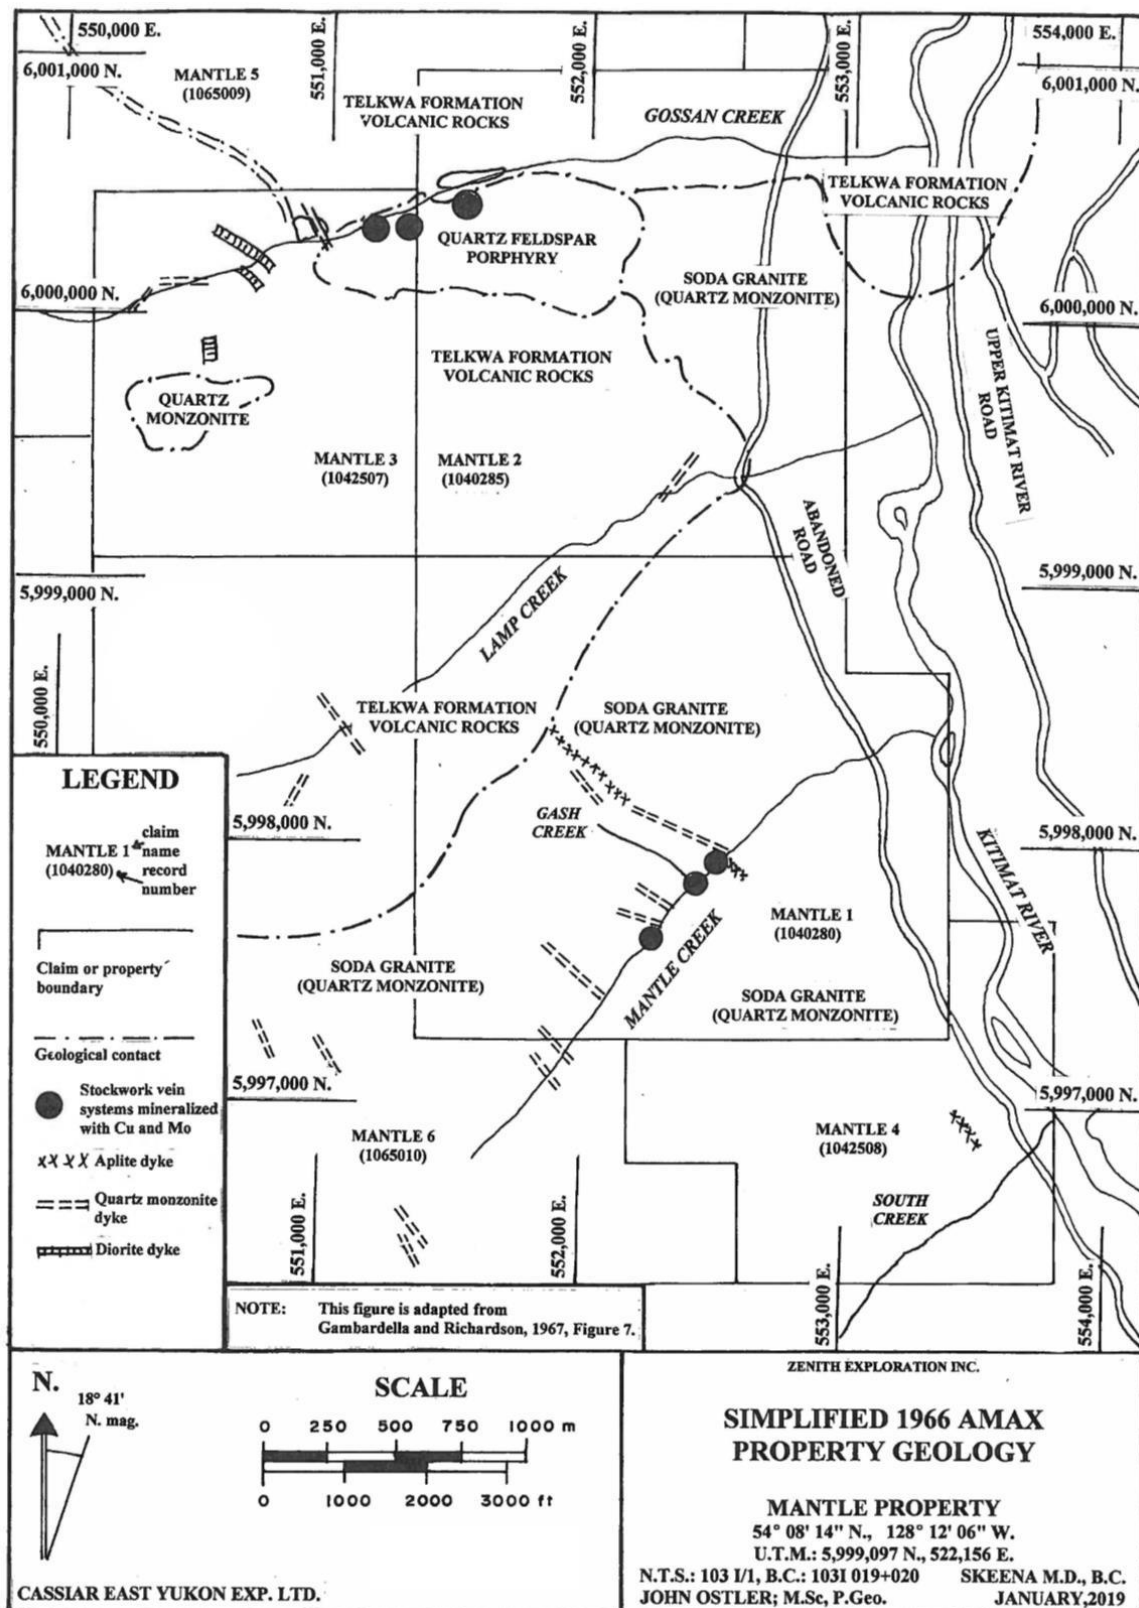 550,000 E.
551,000 E.
552,000 E.
553,000 E.
554,000 E.
6,001,000 N.
6,001,000 N.
MANTLE 5
(1065009)
TELKWA FORMATION
VOLCANIC ROCKS
GOSSAN CREEK
TELKWA FORMATION
VOLCANIC ROCKS
QUARTZ FELDSPAR
PORPHYRY
SODA GRANITE
(QUARTZ MONZONITE)
6,000,000 N.
6,000,000 N.
TELKWA FORMATION
VOLCANIC ROCKS
UPPER KITIMAT RIVER
ROAD
QUARTZ
MONZONITE
MANTLE 3
(1042507)
MANTLE 2
(1040285)
ABANDONED
ROAD
5,999,000 N.
5,999,000 N.
LAMP CREEK
550,000 E.
TELKWA FORMATION
VOLCANIC ROCKS
SODA GRANITE
(QUARTZ MONZONITE)
GASH
CREEK
5,998,000 N.
5,998,000 N.
KITIMAT RIVER
MANTLE 1
(1040280)
MANTLE CREEK
SODA GRANITE
(QUARTZ MONZONITE)
SODA GRANITE
(QUARTZ MONZONITE)
5,997,000 N.
5,997,000 N.
MANTLE 6
(1065010)
MANTLE 4
(1042508)
SOUTH
CREEK
551,000 E.
552,000 E.
553,000 E.
554,000 E.
LEGEND
MANTLE 1
(1040280)
claim
name
record
number
Claim or property
boundary
Geological contact
Stockwork vein
systems mineralized
with Cu and Mo
Aplite dyke
Quartz monzonite
dyke
Diorite dyke
NOTE: This figure is adapted from
Gambardella and Richardson, 1967, Figure 7.
N.
18° 41'
N. mag.
SCALE
0 250 500 750 1000 m
0 1000 2000 3000 ft
CASSIAR EAST YUKON EXP. LTD.
ZENITH EXPLORATION INC.
SIMPLIFIED 1966 AMAX
PROPERTY GEOLOGY
MANTLE PROPERTY
54° 08' 14" N., 128° 12' 06" W.
U.T.M.: 5,999,097 N., 522,156 E.
N.T.S.: 103 I/1, B.C.: 103I 019+020 SKEENA M.D., B.C.
JOHN OSTLER; M.Sc, P.Geo. JANUARY,2019